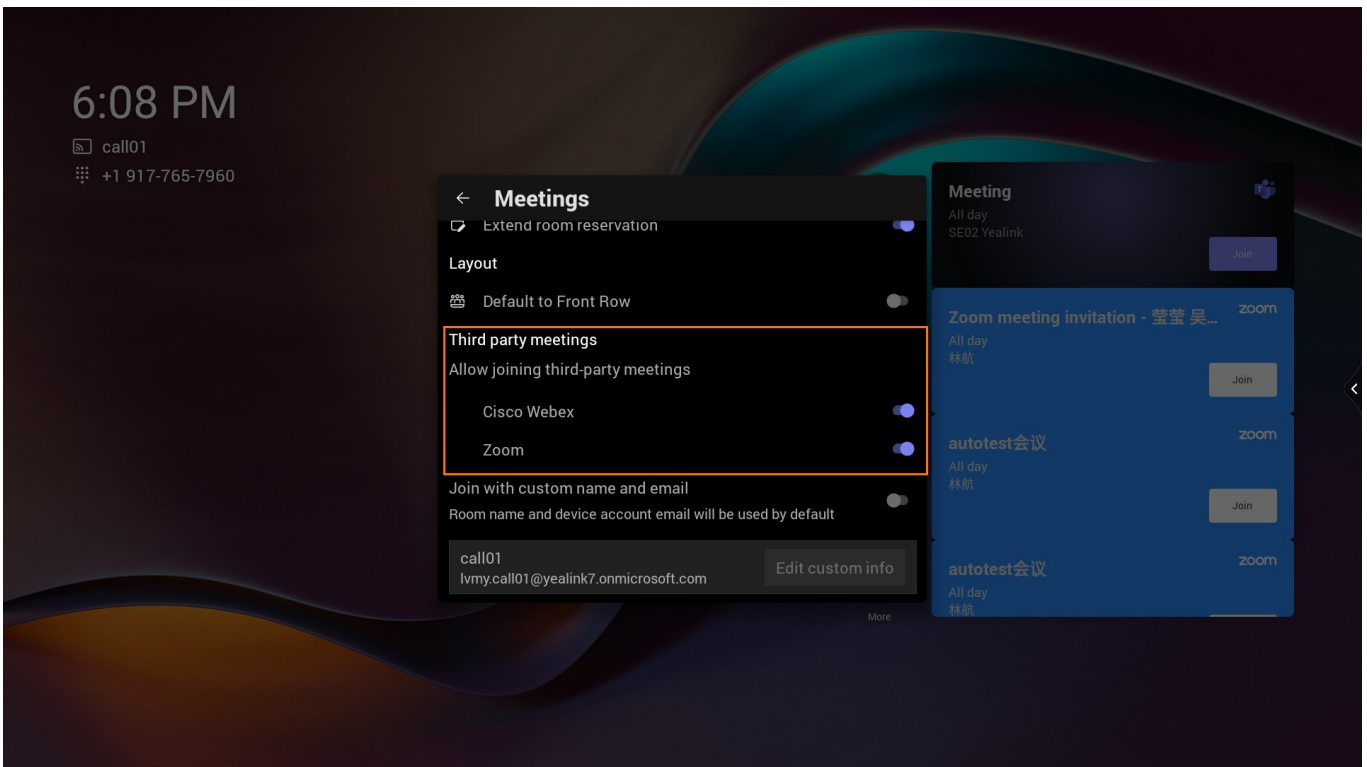 6:08 PM
call01
+1 917-765-7960
Meetings
Extend room reservation
Layout
Default to Front Row
Third party meetings
Allow joining third-party meetings
Cisco Webex
Zoom
Join with custom name and email
Room name and device account email will be used by default
call01
lvmy.call01@yealink7.onmicrosoft.com
Edit custom info
More
Meeting
All day
SE02 Yealink
Join
Zoom meeting invitation - 莹莹 吴...
zoom
All day
林航
Join
autotest会议
zoom
All day
林航
Join
autotest会议
zoom
All day
林航